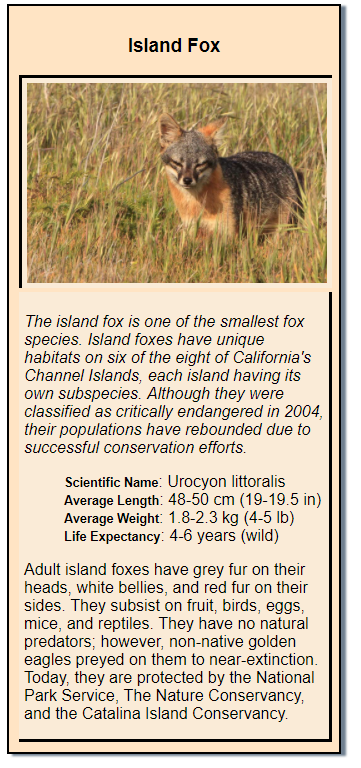 Island Fox
The island fox is one of the smallest fox
species. Island foxes have unique
habitats on six of the eight of California's
Channel Islands, each island having its
own subspecies. Although they were
classified as critically endangered in 2004,
their populations have rebounded due to
successful conservation efforts.
Scientific Name: Urocyon littoralis
Average Length: 48-50 cm (19-19.5 in)
Average Weight: 1.8-2.3 kg (4-5 lb)
Life Expectancy: 4-6 years (wild)
Adult island foxes have grey fur on their
heads, white bellies, and red fur on their
sides. They subsist on fruit, birds, eggs,
mice, and reptiles. They have no natural
predators; however, non-native golden
eagles preyed on them to near-extinction.
Today, they are protected by the National
Park Service, The Nature Conservancy,
and the Catalina Island Conservancy.